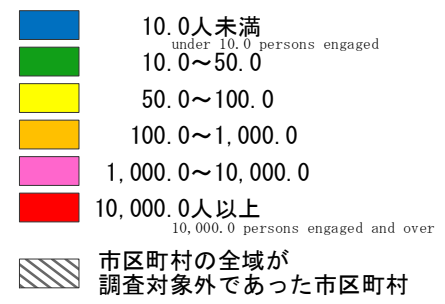 10.0人未満
under 10.0 persons engaged
10.0～50.0
50.0～100.0
100.0～1,000.0
1,000.0～10,000.0
10,000.0人以上
10,000.0 persons engaged and over
市区町村の全域が
調査対象外であった市区町村